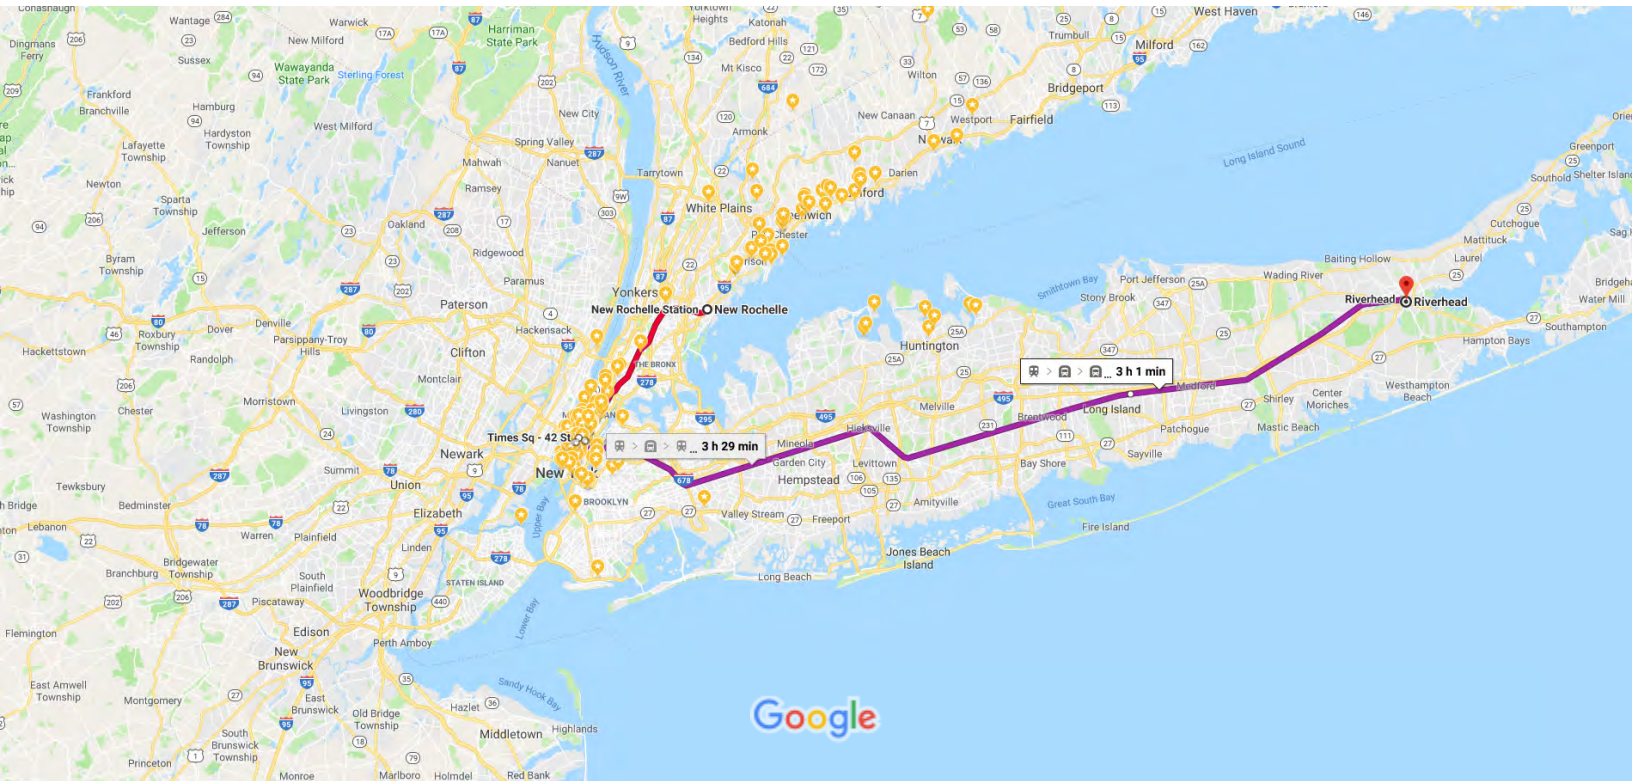 Wantage
Warwick
Harriman
State Park
Yorktown
Heights
Katonah
West Haven
Dingmans
Ferry
Sussex
New Milford
Bedford Hills
Trumbull
Milford
Wawayanda
State Park
Sterling Forest
Hudson River
Mt Kisco
Wilton
Bridgeport
Frankford
Branchville
Hamburg
New City
New Canaan
Westport
Fairfield
Hardyston
Township
West Milford
Armonk
Lafayette
Township
Spring Valley
Nanuet
Long Island Sound
Greenport
Mahwah
Tarrytown
Darien
Newton
Ramsey
Southold
Shelter Island
Sparta
Township
White Plains
Jefferson
Oakland
Cutchogue
Mattituck
Byram
Township
Ridgewood
Baiting Hollow
Laurel
Paramus
Yonkers
Smithtown Bay
Port Jefferson
Wading River
Stony Brook
Paterson
New Rochelle Station
New Rochelle
Riverhead
Riverhead
Water Mill
Roxbury
Township
Dover
Denville
Parsippany-Troy
Hills
Hackensack
Southampton
Hackettstown
Randolph
Clifton
THE BRONX
Huntington
Hampton Bays
Montclair
3 h 1 min
Medford
Westhampton
Beach
Washington
Township
Chester
Morristown
Livingston
Melville
Brentwood
Long Island
Shirley
Center
Moriches
Times Sq - 42 St
3 h 29 min
Mineola
Hicksville
Patchogue
Mastic Beach
Newark
Garden City
Levittown
Bay Shore
Sayville
Summit
Union
New York
Hempstead
Tewksbury
Bedminster
Elizabeth
Upper Bay
BROOKLYN
Valley Stream
Freeport
Amityville
Great South Bay
Fire Island
Lebanon
Warren
Plainfield
Linden
Jones Beach
Island
Bridgewater
Township
Branchburg
South
Plainfield
STATEN ISLAND
Long Beach
Piscataway
Woodbridge
Township
Lower Bay
Flemington
Edison
Perth Amboy
New
Brunswick
East Amwell
Township
Montgomery
East
Brunswick
Old Bridge
Township
Hazlet
Sandy Hook Bay
Highlands
Google
South
Brunswick
Township
Middletown
Princeton
Monroe
Marlboro
Holmdel
Red Bank